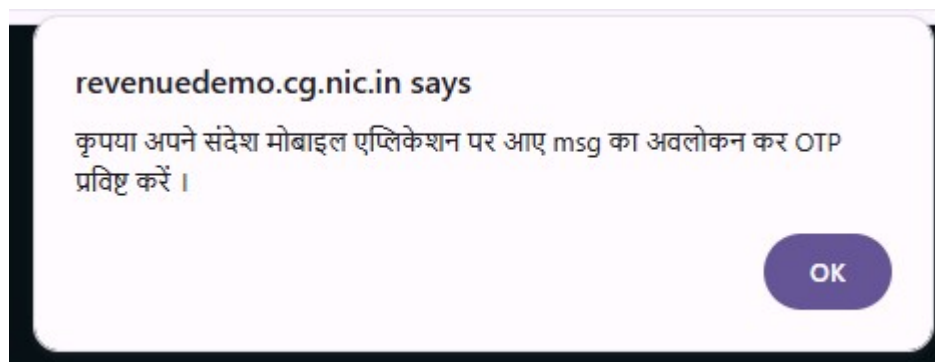 revenuedemo.cg.nic.in says
कृपया अपने संदेश मोबाइल एप्लिकेशन पर आए msg का अवलोकन कर OTP
प्रविष्ट करें ।
OK